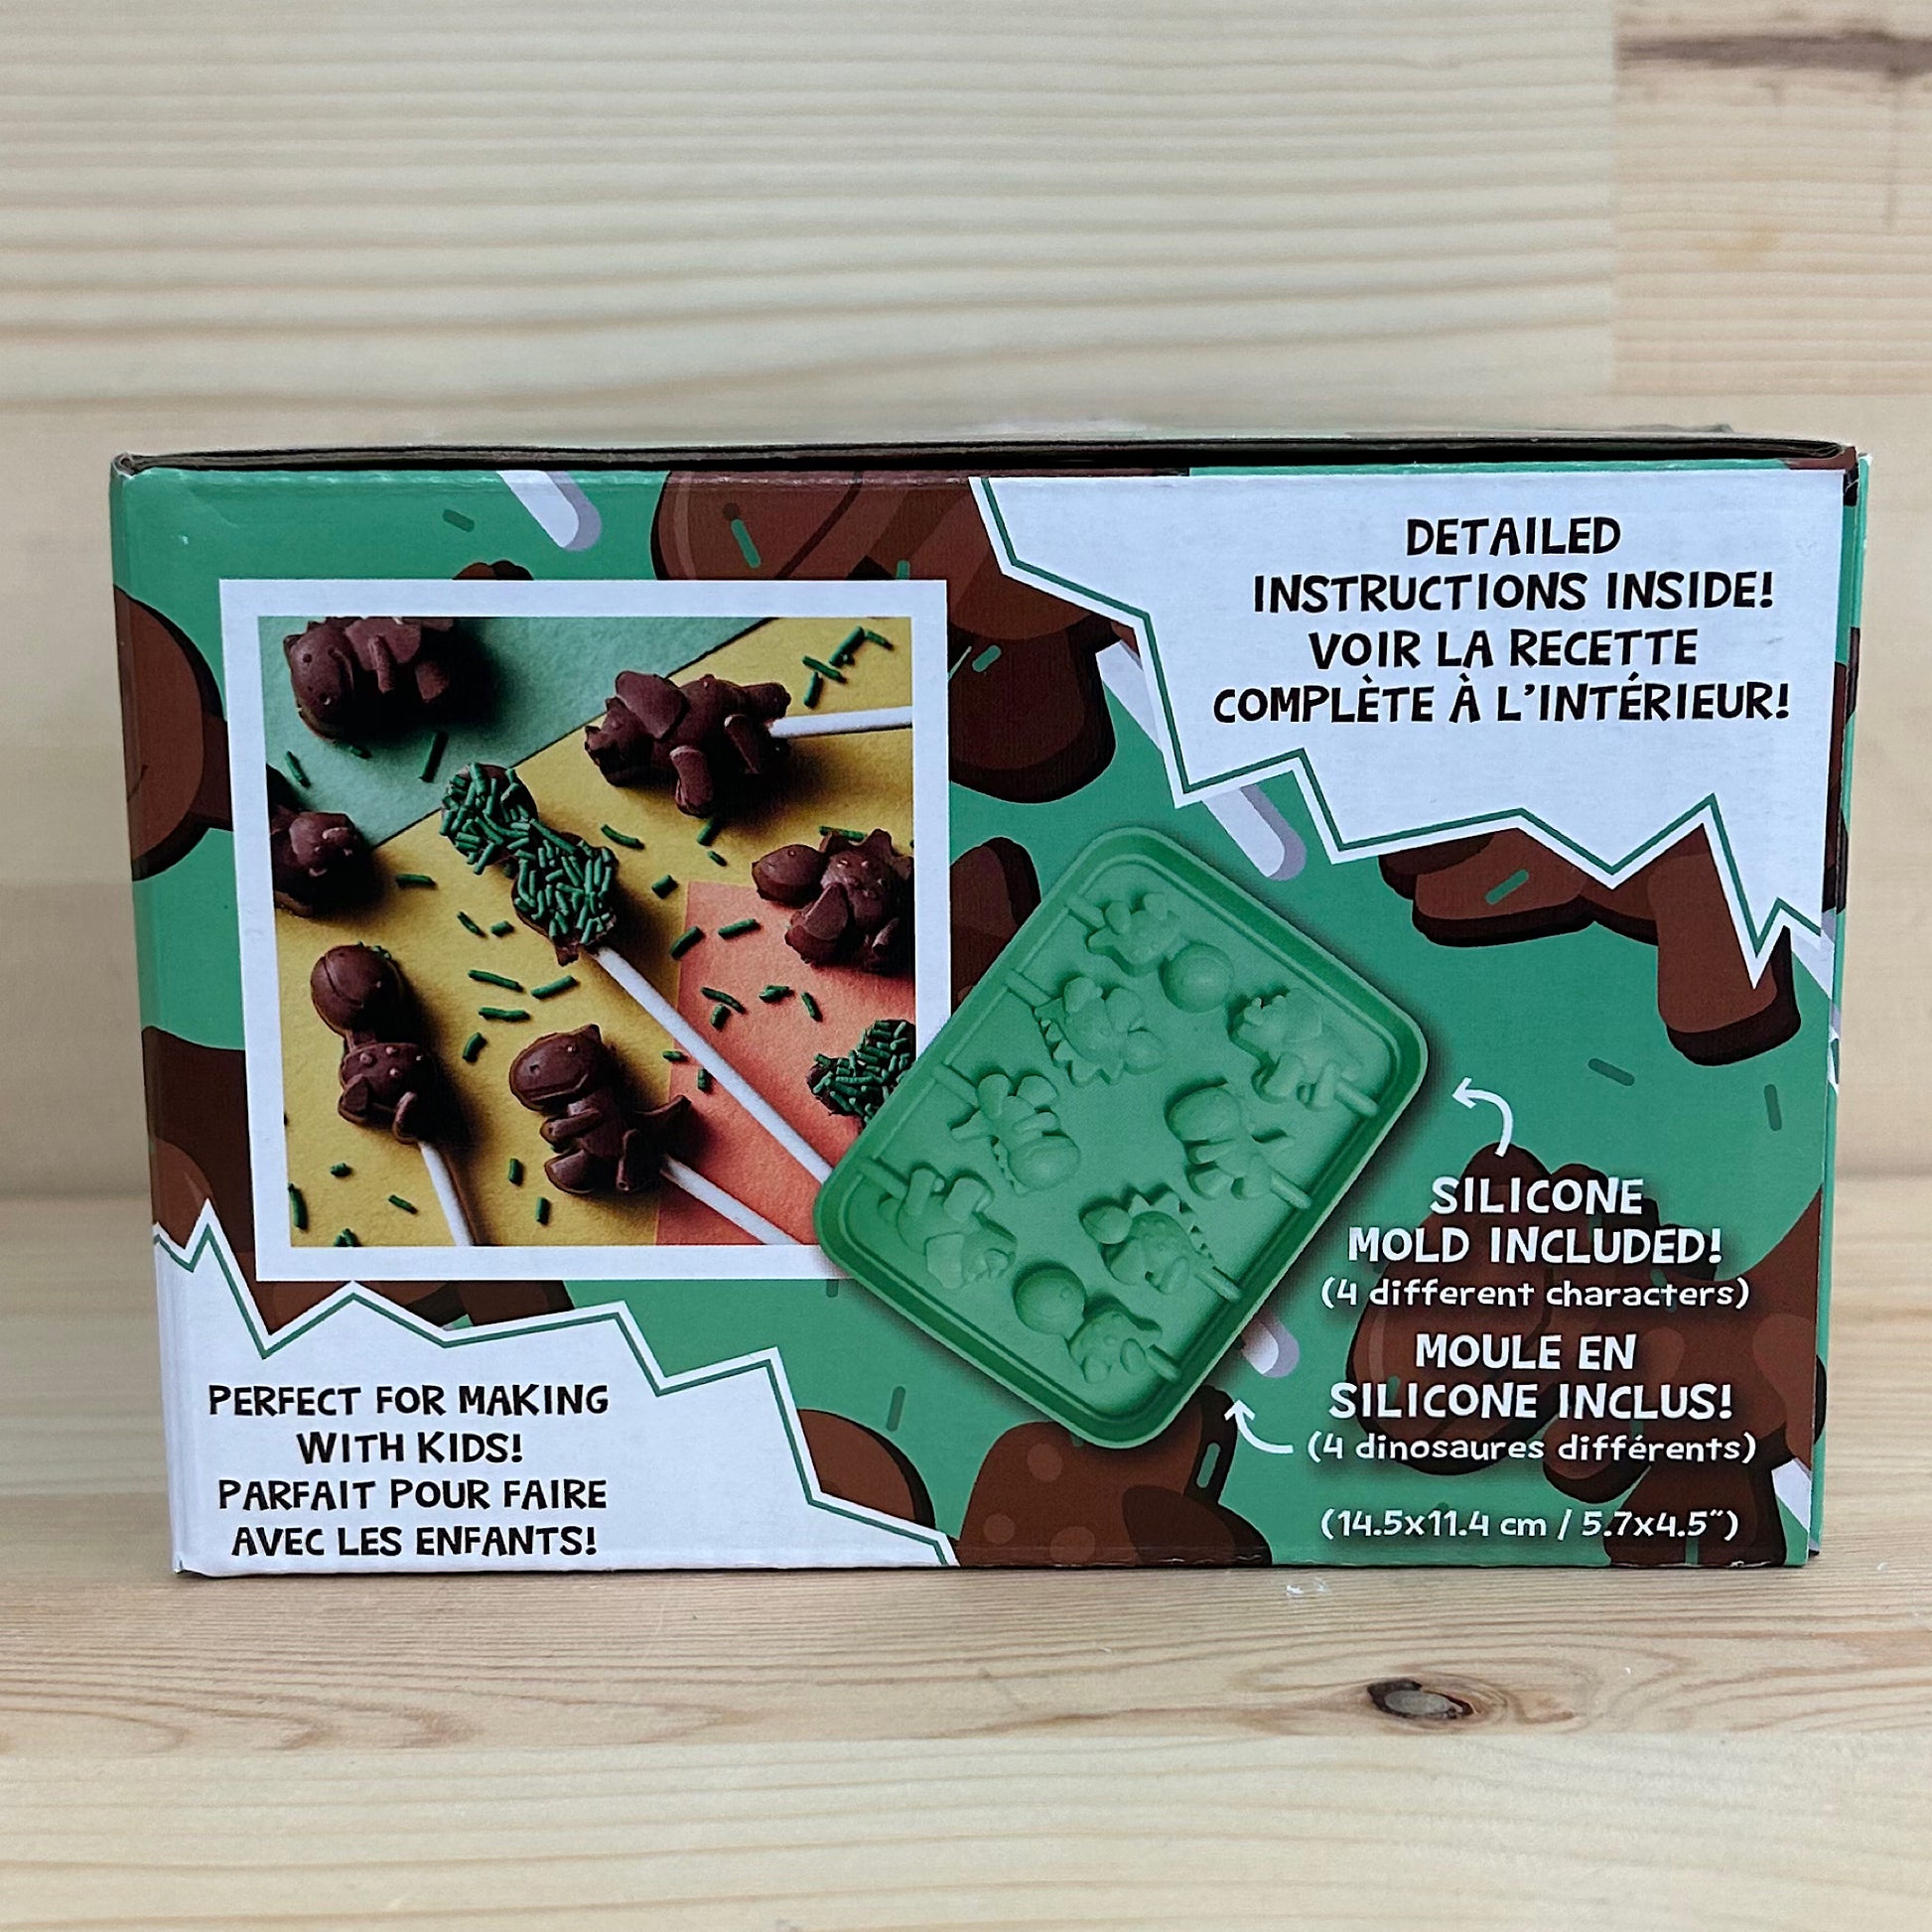 DETAILED
INSTRUCTIONS INSIDE!
VOIR LA RECETTE
COMPLÈTE À L'INTÉRIEUR!
SILICONE
MOLD INCLUDED!
(4 different characters)
MOULE EN
SILICONE INCLUS!
(4 dinosaures différents)
(14.5x11.4 cm / 5.7x4.5˝)
PERFECT FOR MAKING
WITH KIDS!
PARFAIT POUR FAIRE
AVEC LES ENFANTS!